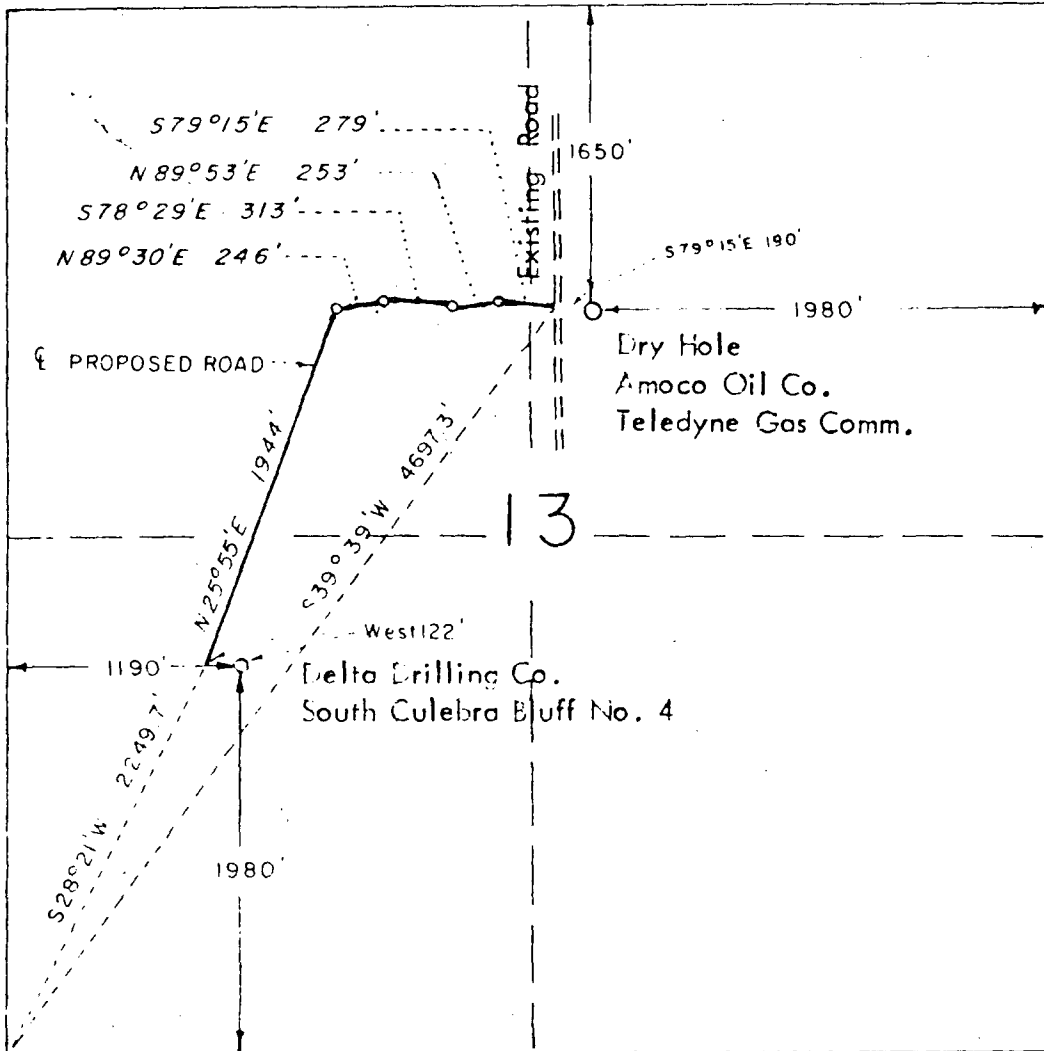 S79°15'E 279'
N89°53'E 253'
S78°29'E 313'
N89°30'E 246'
Existing Road
1650'
S79°15'E 190'
1980'
℄ PROPOSED ROAD
Dry Hole
Amoco Oil Co.
Teledyne Gas Comm.
N25°55'E 1944'
S39°39'W 4697.3'
13
West 122'
1190'
Delta Drilling Co.
South Culebra Bluff No. 4
S28°21'W 2249.7'
1980'